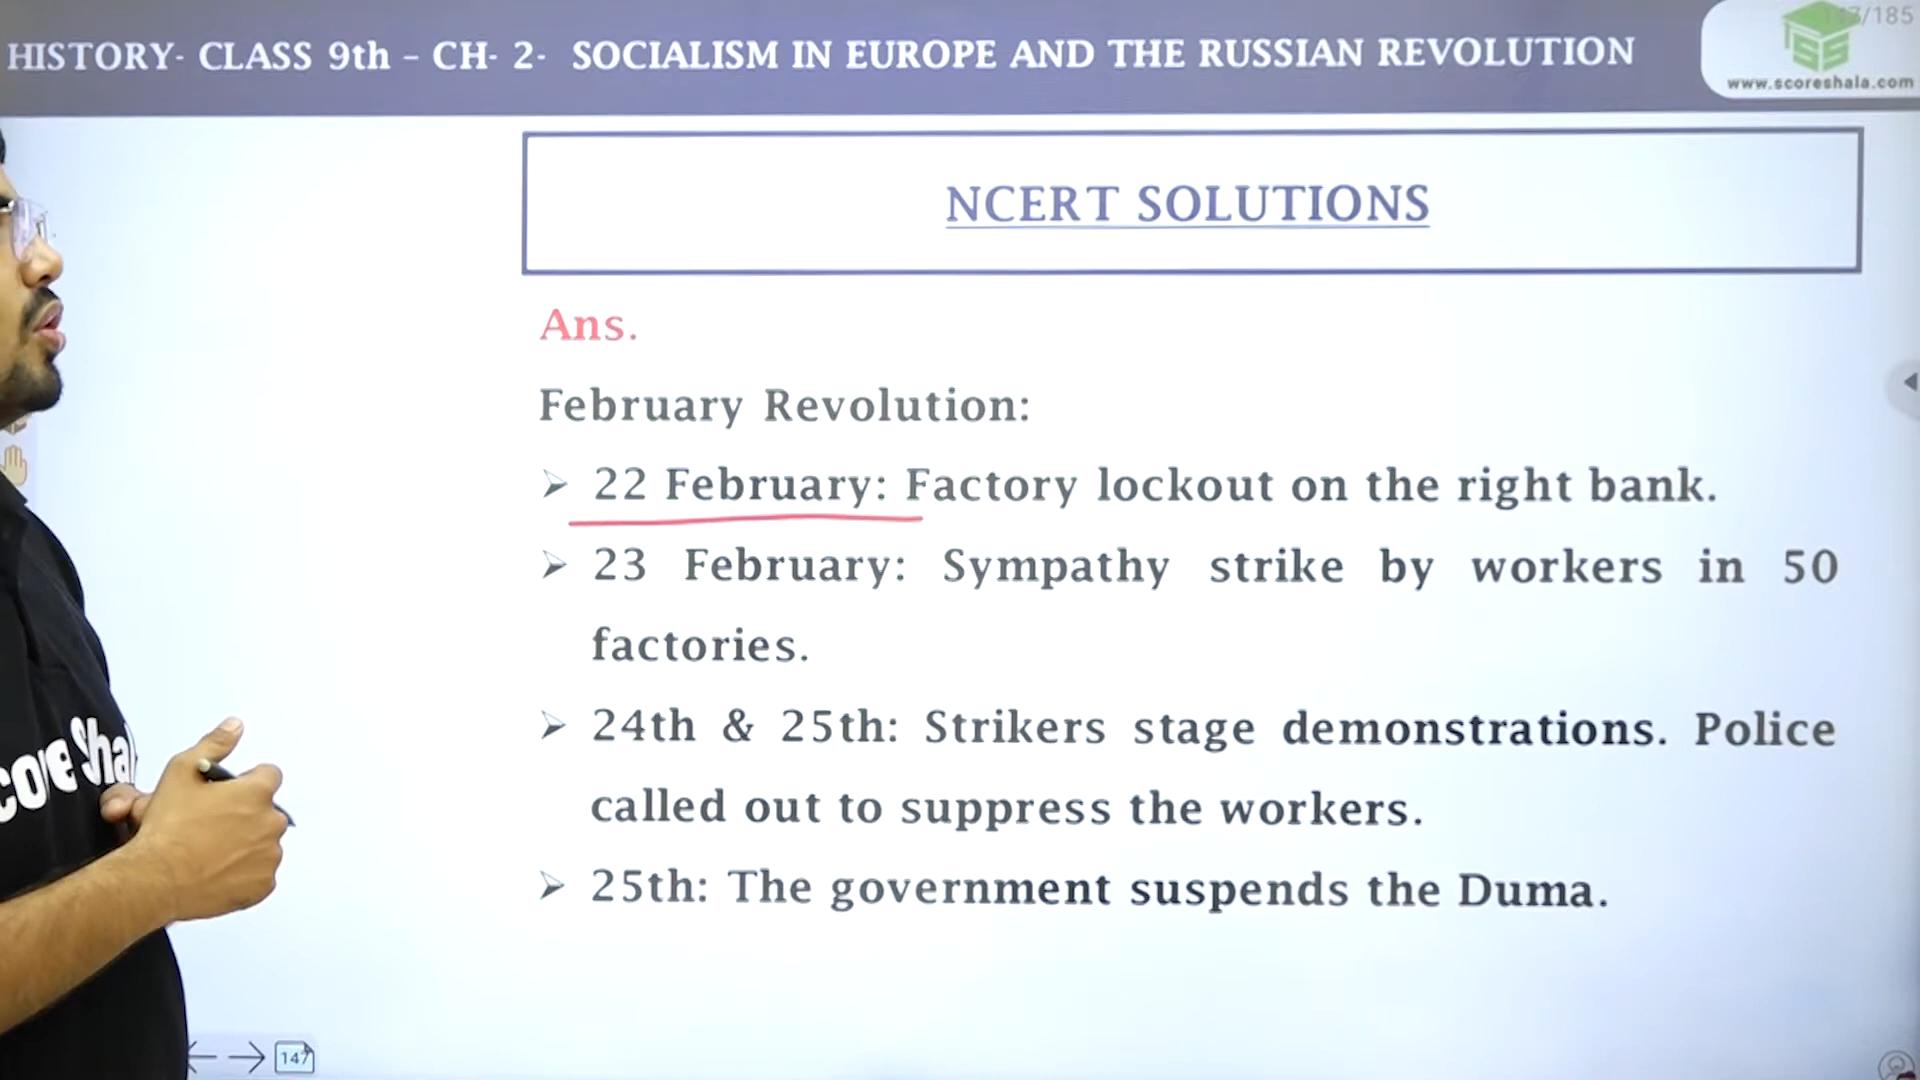 HISTORY- CLASS 9th – CH- 2- SOCIALISM IN EUROPE AND THE RUSSIAN REVOLUTION
/185
www.scoreshala.com
NCERT SOLUTIONS
Ans.
February Revolution:
➢ 22 February: Factory lockout on the right bank.
➢ 23 February: Sympathy strike by workers in 50
factories.
➢ 24th & 25th: Strikers stage demonstrations. Police
called out to suppress the workers.
➢ 25th: The government suspends the Duma.
core Shal
147